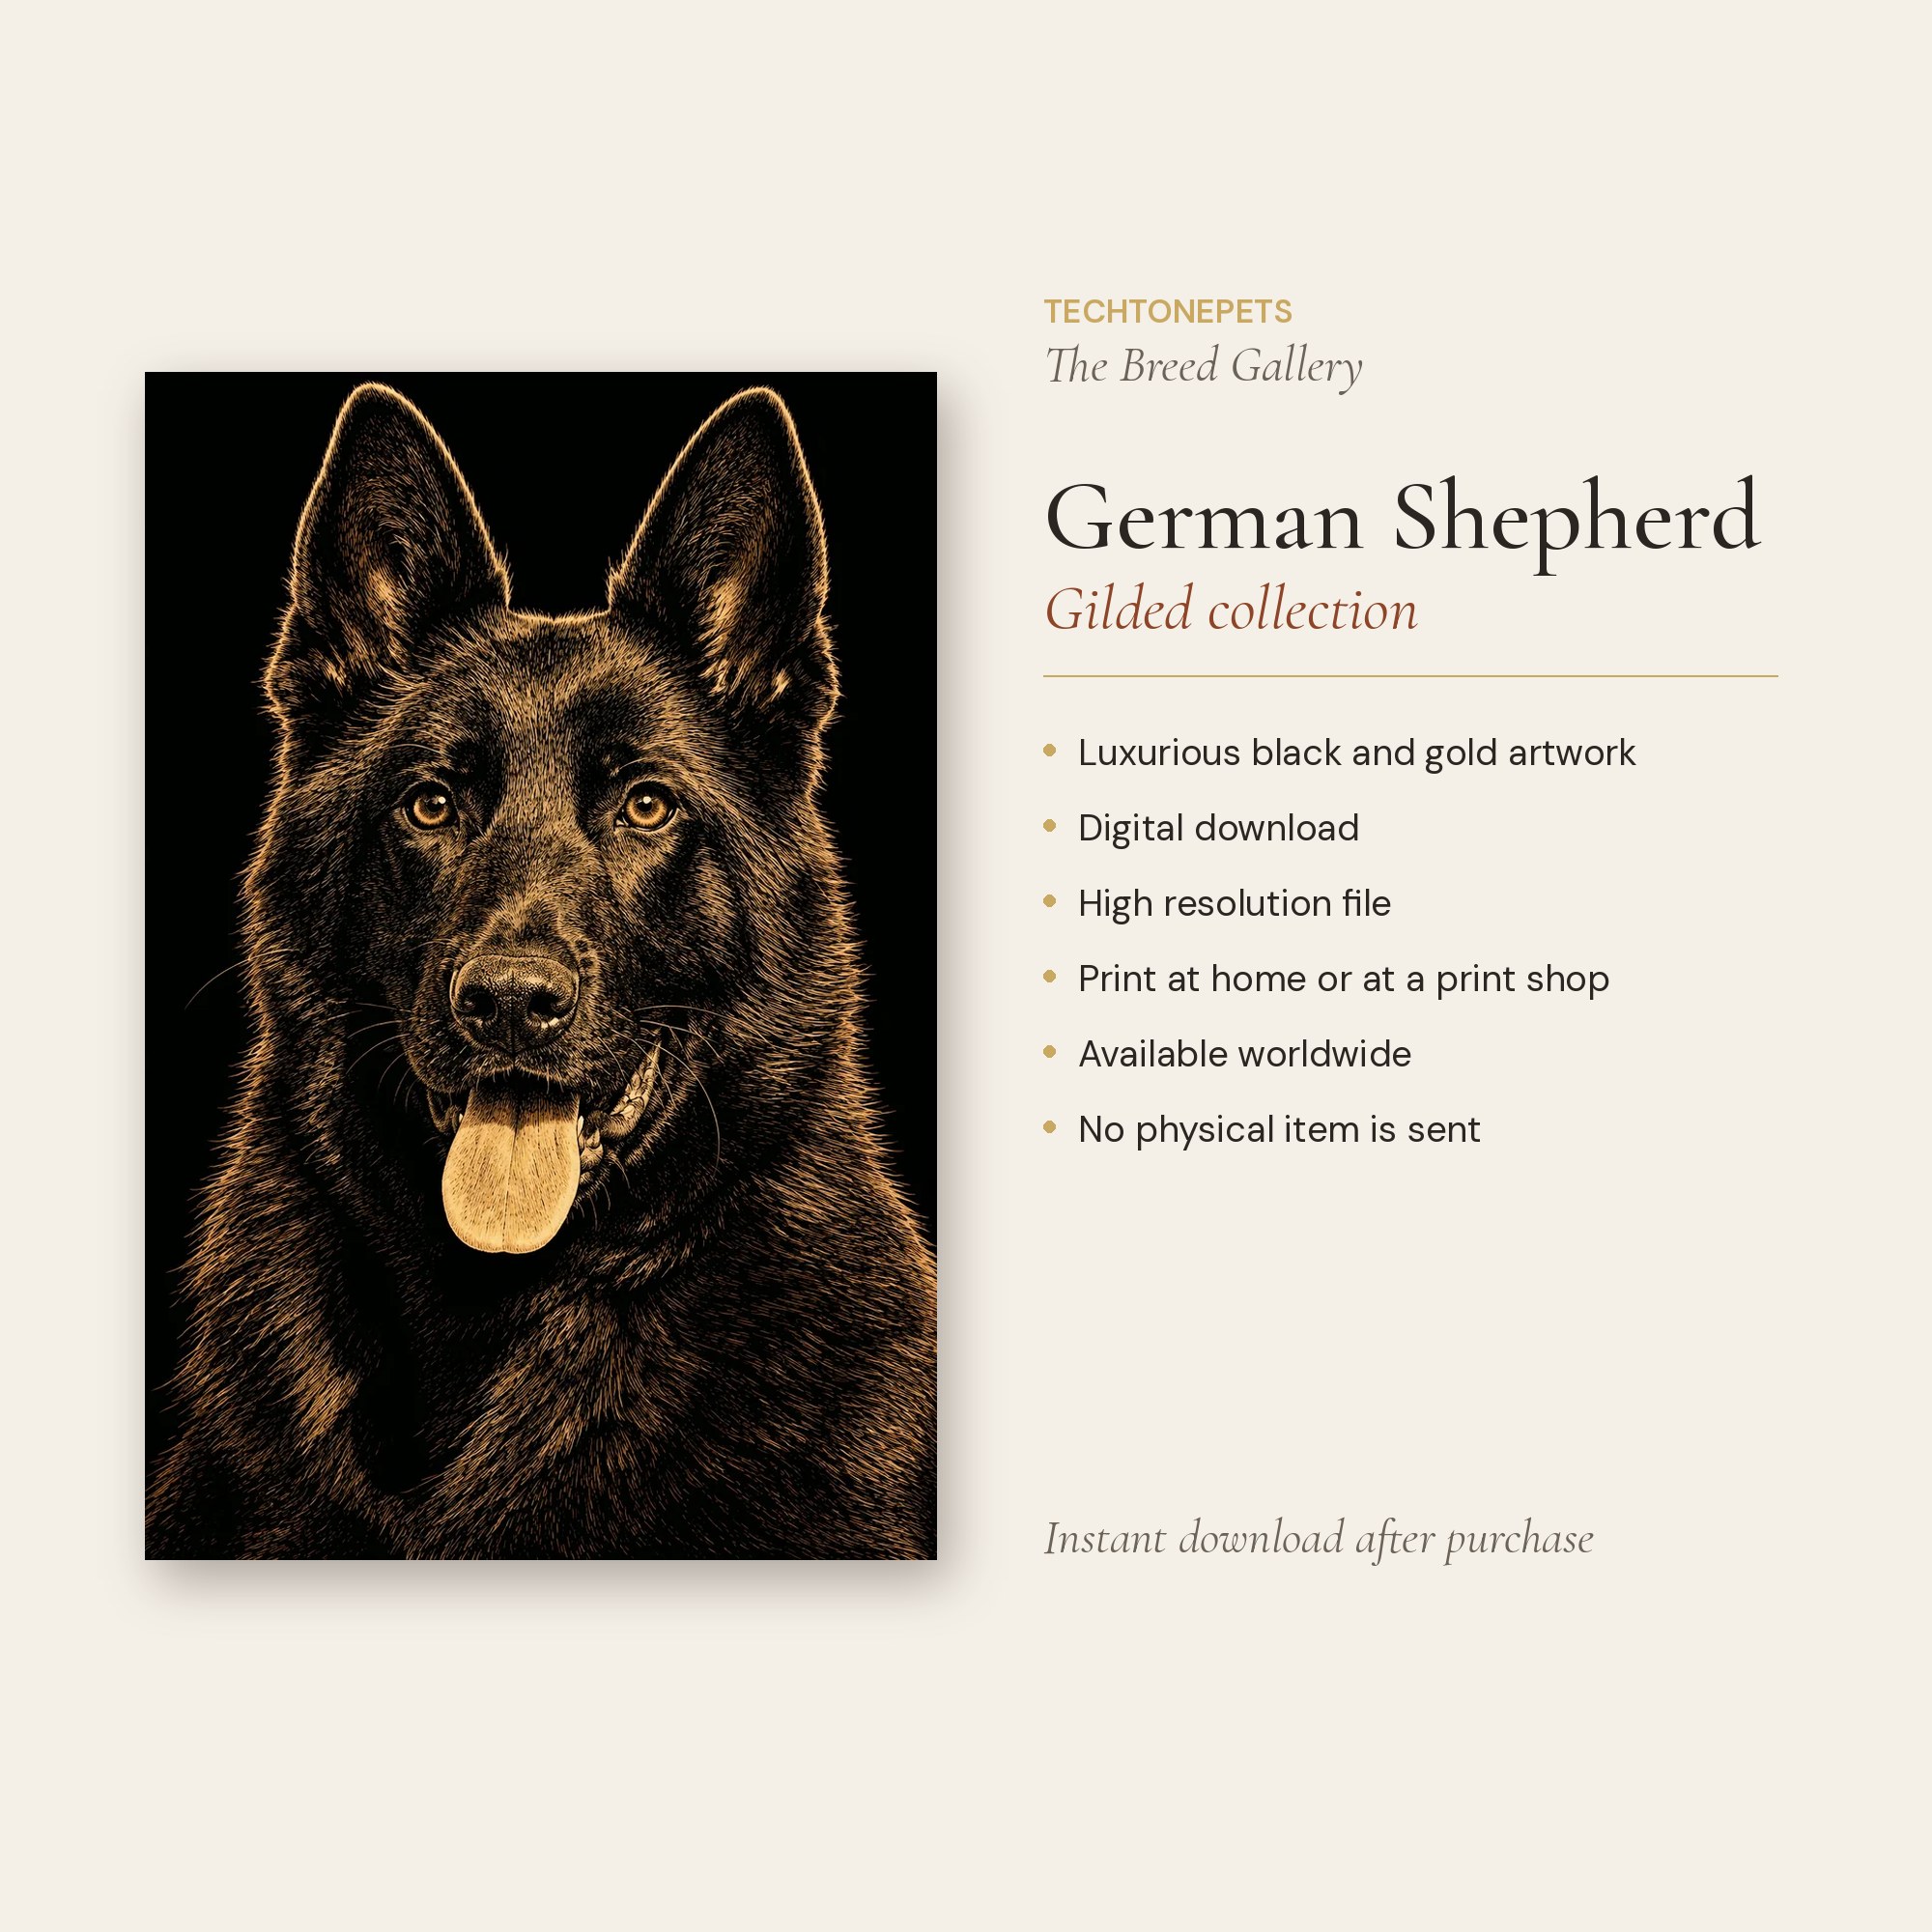 TECHTONEPETS
The Breed Gallery
German Shepherd
Gilded collection
Luxurious black and gold artwork
Digital download
High resolution file
Print at home or at a print shop
Available worldwide
No physical item is sent
Instant download after purchase